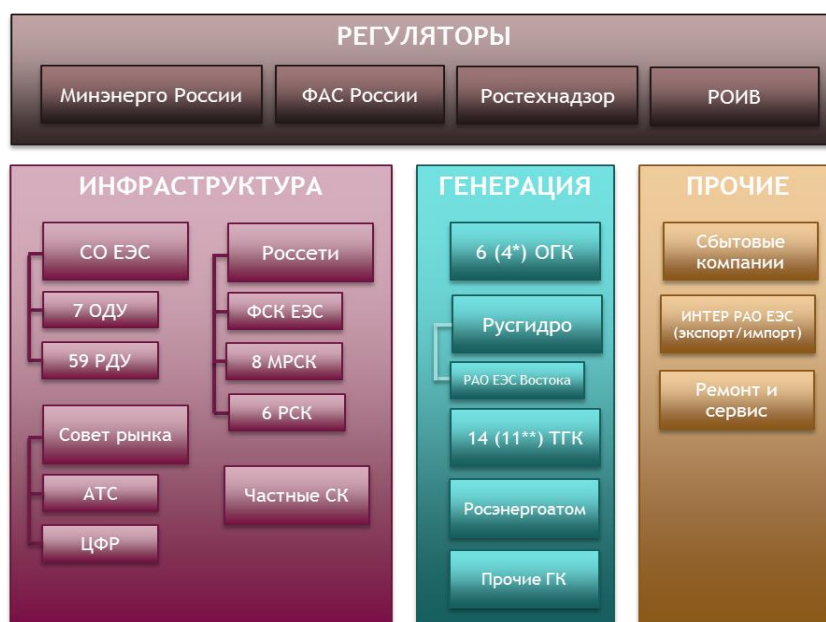 РЕГУЛЯТОРЫ
Минэнерго России
ФАС России
Ростехнадзор
РОИВ
ИНФРАСТРУКТУРА
СО ЕЭС
7 ОДУ
59 РДУ
Совет рынка
АТС
ЦФР
Россети
ФСК ЕЭС
8 МРСК
6 РСК
Частные СК
ГЕНЕРАЦИЯ
6 (4*) ОГК
Русгидро
РАО ЕЭС Востока
14 (11**) ТГК
Росэнергоатом
Прочие ГК
ПРОЧИЕ
Сбытовые
компании
ИНТЕР РАО ЕЭС
(экспорт/импорт)
Ремонт и
сервис